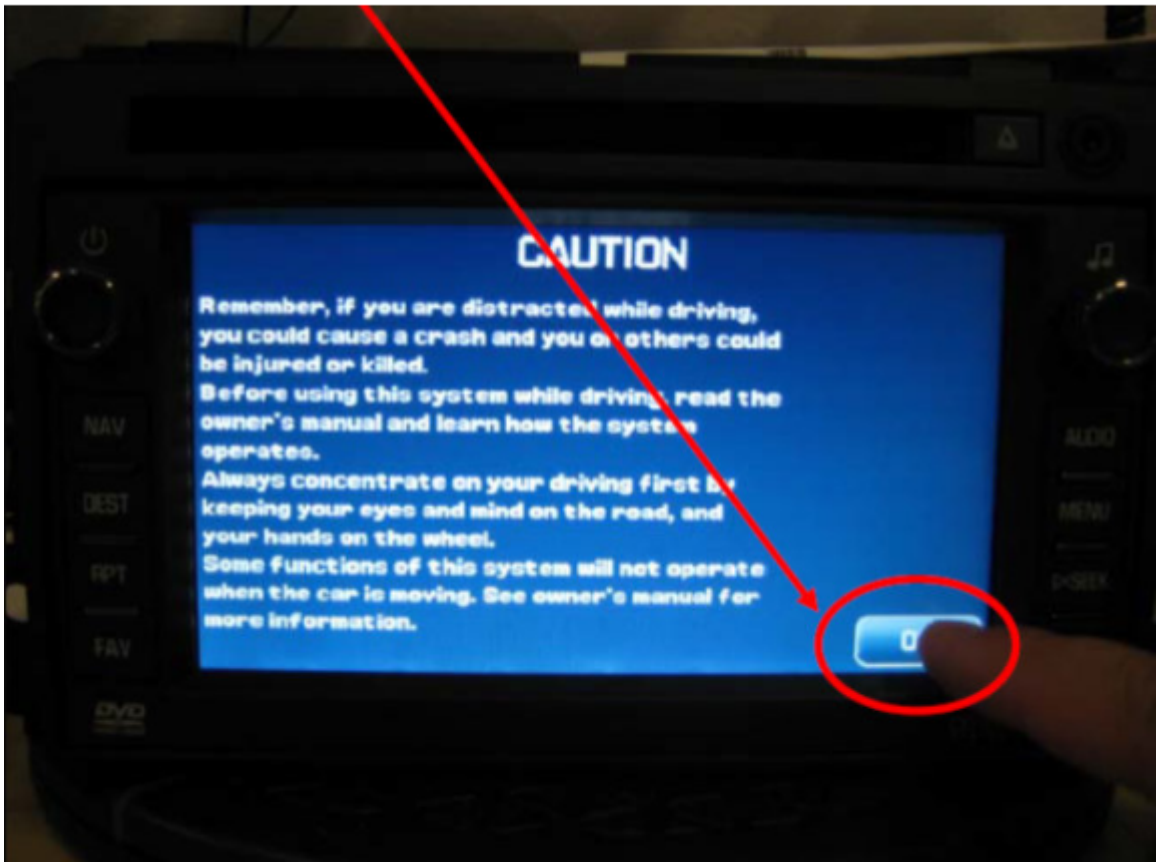 CAUTION
Remember, if you are distracted while driving,
you could cause a crash and you or others could
be injured or killed.
Before using this system while driving, read the
owner's manual and learn how the system
operates.
Always concentrate on your driving first by
keeping your eyes and mind on the road, and
your hands on the wheel.
Some functions of this system will not operate
when the car is moving. See owner's manual for
more information.
NAV
DEST
RPT
FAV
DVD
AUDIO
MENU
SEEK